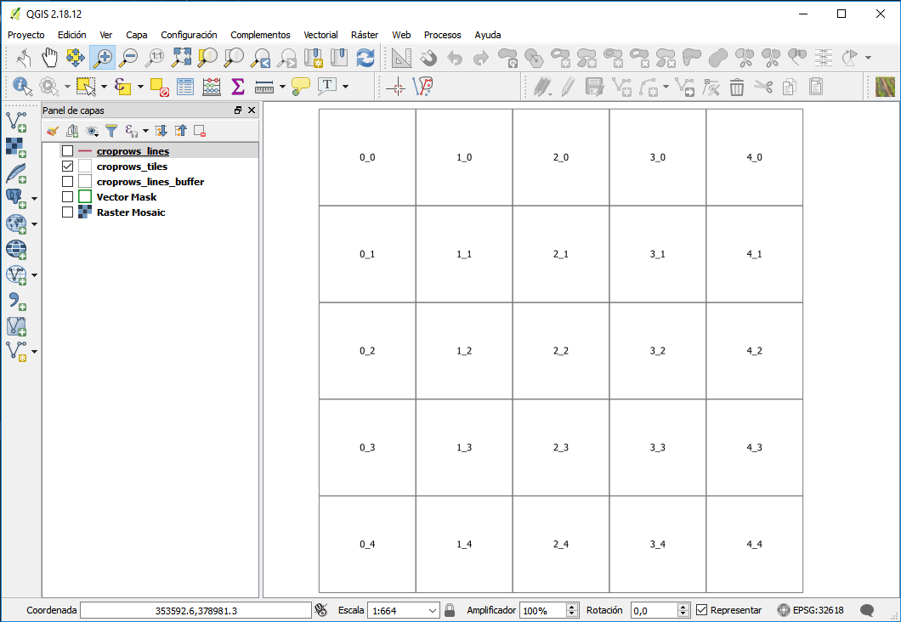 QGIS 2.18.12
Proyecto Edición Ver Capa Configuración Complementos Vectorial Ráster Web Procesos Ayuda
Panel de capas
croprows_lines
croprows_tiles
croprows_lines_buffer
Vector Mask
Raster Mosaic
0_0 1_0 2_0 3_0 4_0
0_1 1_1 2_1 3_1 4_1
0_2 1_2 2_2 3_2 4_2
0_3 1_3 2_3 3_3 4_3
0_4 1_4 2_4 3_4 4_4
Coordenada 353592.6,378981.3 Escala 1:664 Amplificador 100% Rotación 0,0 Representar EPSG:32618